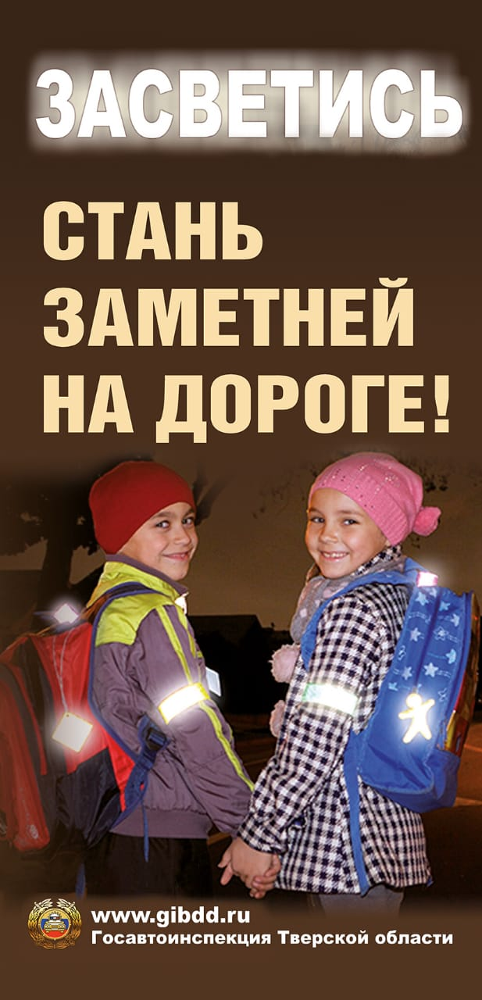 ЗАСВЕТИСЬ
СТАНЬ
ЗАМЕТНЕЙ
НА ДОРОГЕ!
www.gibdd.ru
Госавтоинспекция Тверской области